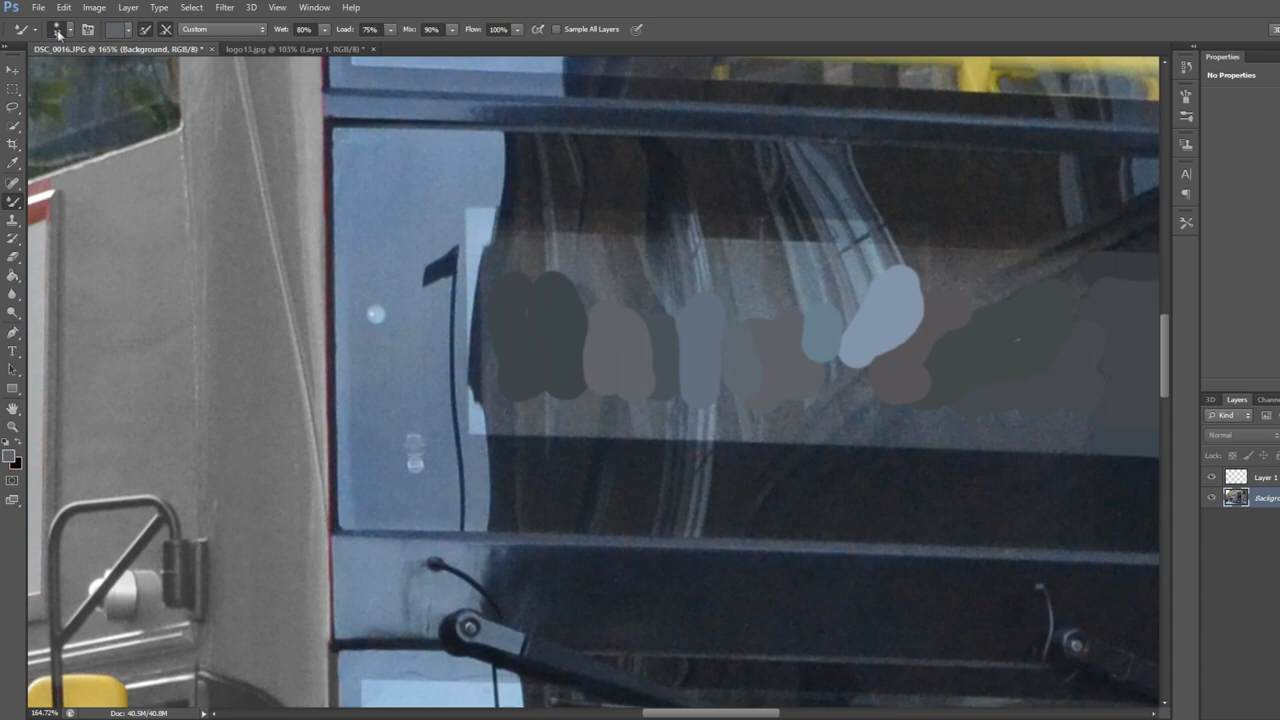 Ps File Edit Image Layer Type Select Filter 3D View Window Help
Custom Wet: 80% Load: 75% Mix: 90% Flow: 100% Sample All Layers
DSC_0016.JPG @ 165% (Background, RGB/8) * × logo13.jpg @ 103% (Layer 1, RGB/8) * ×
Properties
No Properties
3D Layers Channe
Kind
Normal
Lock:
Layer 1
Backgro
164.72% Doc: 40.5M/40.8M